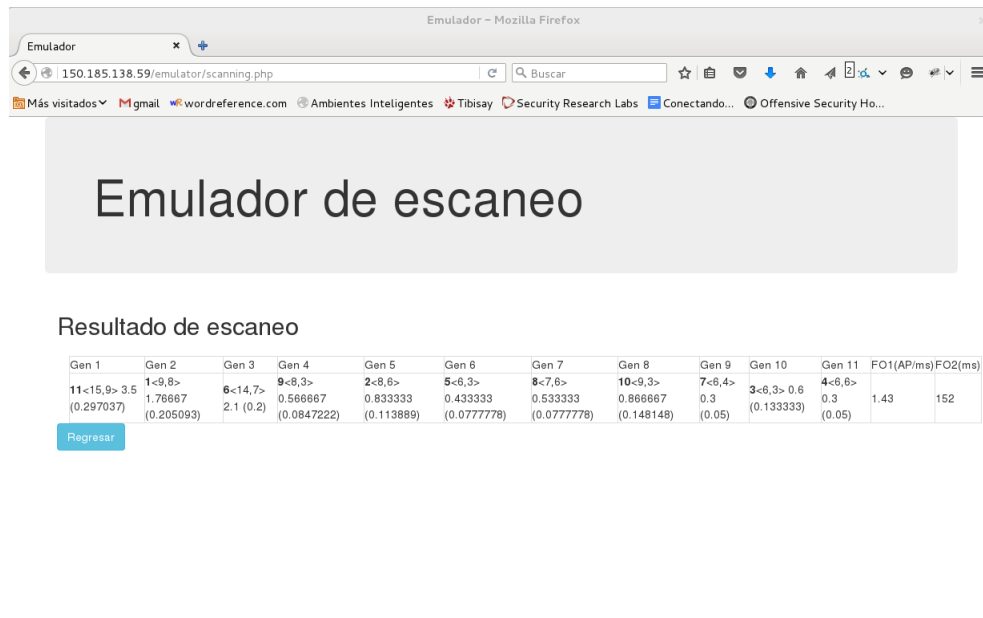 Emulador - Mozilla Firefox
Emulador
150.185.138.59/emulator/scanning.php
Buscar
2
Más visitados
gmail
wordreference.com
Ambientes Inteligentes
Tibisay
Security Research Labs
Conectando...
Offensive Security Ho...
Emulador de escaneo
Resultado de escaneo
Gen 1 Gen 2 Gen 3 Gen 4 Gen 5 Gen 6 Gen 7 Gen 8 Gen 9 Gen 10 Gen 11 FO1(AP/ms) FO2(ms)
11<15,9> 3.5 (0.297037)
1<9,8> 1.76667 (0.205093)
6<14,7> 2.1 (0.2)
9<8,3> 0.566667 (0.0847222)
2<8,6> 0.833333 (0.113889)
5<6,3> 0.433333 (0.0777778)
8<7,6> 0.533333 (0.0777778)
10<9,3> 0.866667 (0.148148)
7<6,4> 0.3 (0.05)
3<6,3> 0.6 (0.133333)
4<6,6> 0.3 (0.05)
1.43
152
Regresar